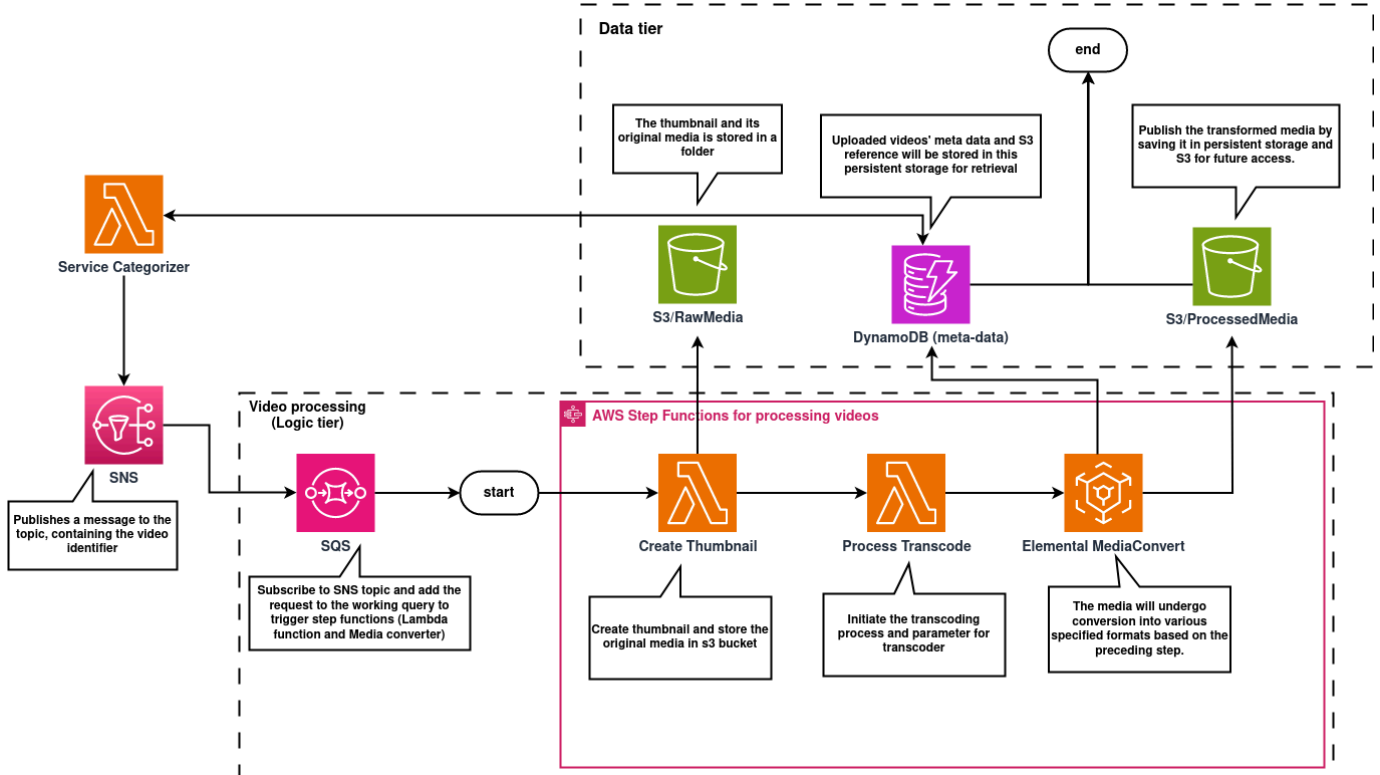 Data tier
end
The thumbnail and its
original media is stored in a
folder
Uploaded videos' meta data and S3
reference will be stored in this
persistent storage for retrieval
Publish the transformed media by
saving it in persistent storage and
S3 for future access.
Service Categorizer
S3/RawMedia
DynamoDB (meta-data)
S3/ProcessedMedia
Video processing
(Logic tier)
AWS Step Functions for processing videos
SNS
start
Publishes a message to the
topic, containing the video
identifier
SQS
Create Thumbnail
Process Transcode
Elemental MediaConvert
Subscribe to SNS topic and add the
request to the working query to
trigger step functions (Lambda
function and Media converter)
Create thumbnail and store the
original media in s3 bucket
Initiate the transcoding
process and parameter for
transcoder
The media will undergo
conversion into various
specified formats based on the
preceding step.